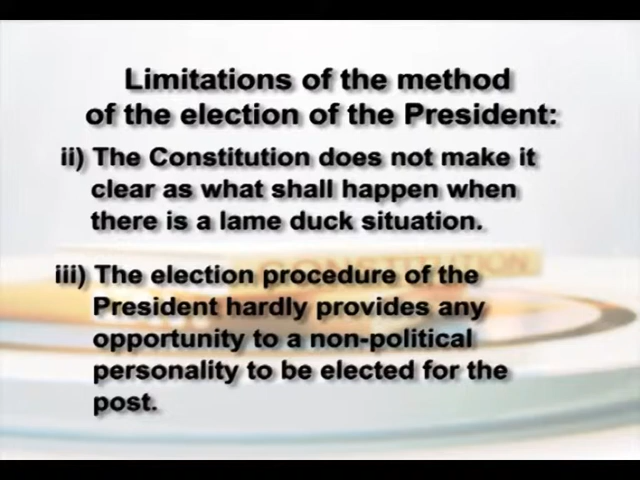 Limitations of the method
of the election of the President:
ii) The Constitution does not make it
clear as what shall happen when
there is a lame duck situation.
CONSTITUTION
iii) The election procedure of the
President hardly provides any
opportunity to a non-political
personality to be elected for the
post.